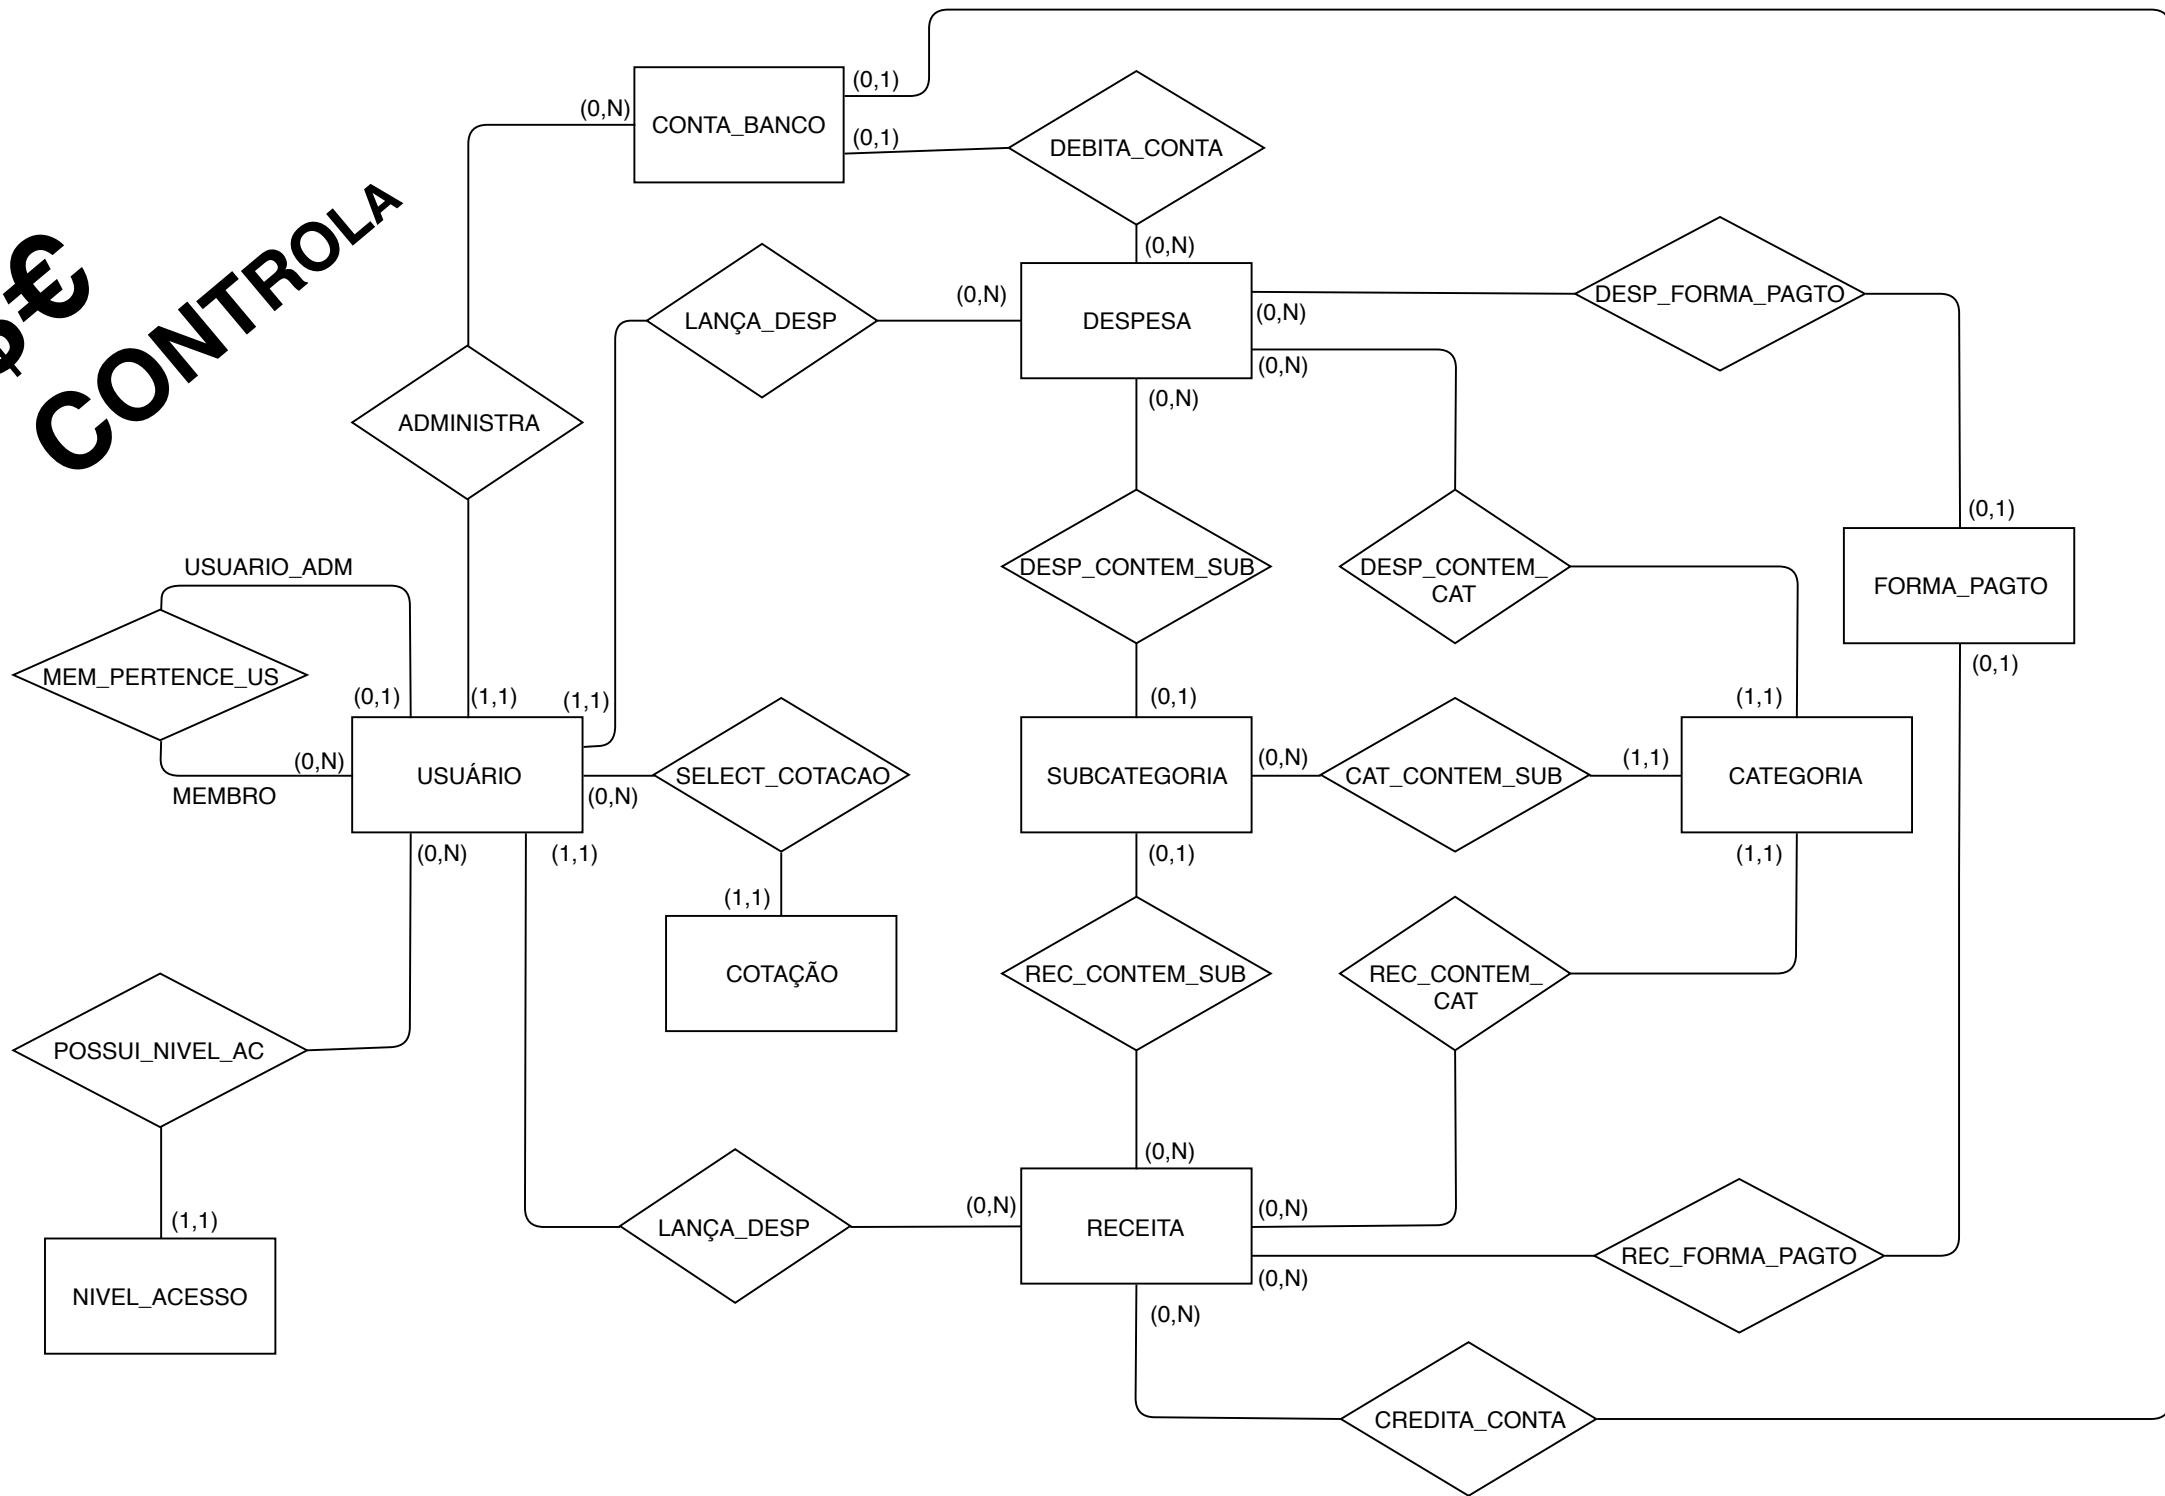 (0,1)
(0,N)
CONTA_BANCO
(0,1)
DEBITA_CONTA
$€
CONTROLA
(0,N)
LANÇA_DESP
(0,N)
DESPESA
(0,N)
DESP_FORMA_PAGTO
(0,N)
(0,N)
ADMINISTRA
(0,1)
USUARIO_ADM
DESP_CONTEM_SUB
DESP_CONTEM_
CAT
FORMA_PAGTO
MEM_PERTENCE_US
(0,1)
(0,1)
(1,1)
(1,1)
(0,1)
(1,1)
(0,N)
MEMBRO
USUÁRIO
(0,N)
SELECT_COTACAO
SUBCATEGORIA
(0,N)
CAT_CONTEM_SUB
(1,1)
CATEGORIA
(0,N)
(1,1)
(0,1)
(1,1)
(1,1)
COTAÇÃO
REC_CONTEM_SUB
REC_CONTEM_
CAT
POSSUI_NIVEL_AC
(0,N)
(1,1)
NIVEL_ACESSO
LANÇA_DESP
(0,N)
RECEITA
(0,N)
(0,N)
REC_FORMA_PAGTO
(0,N)
CREDITA_CONTA